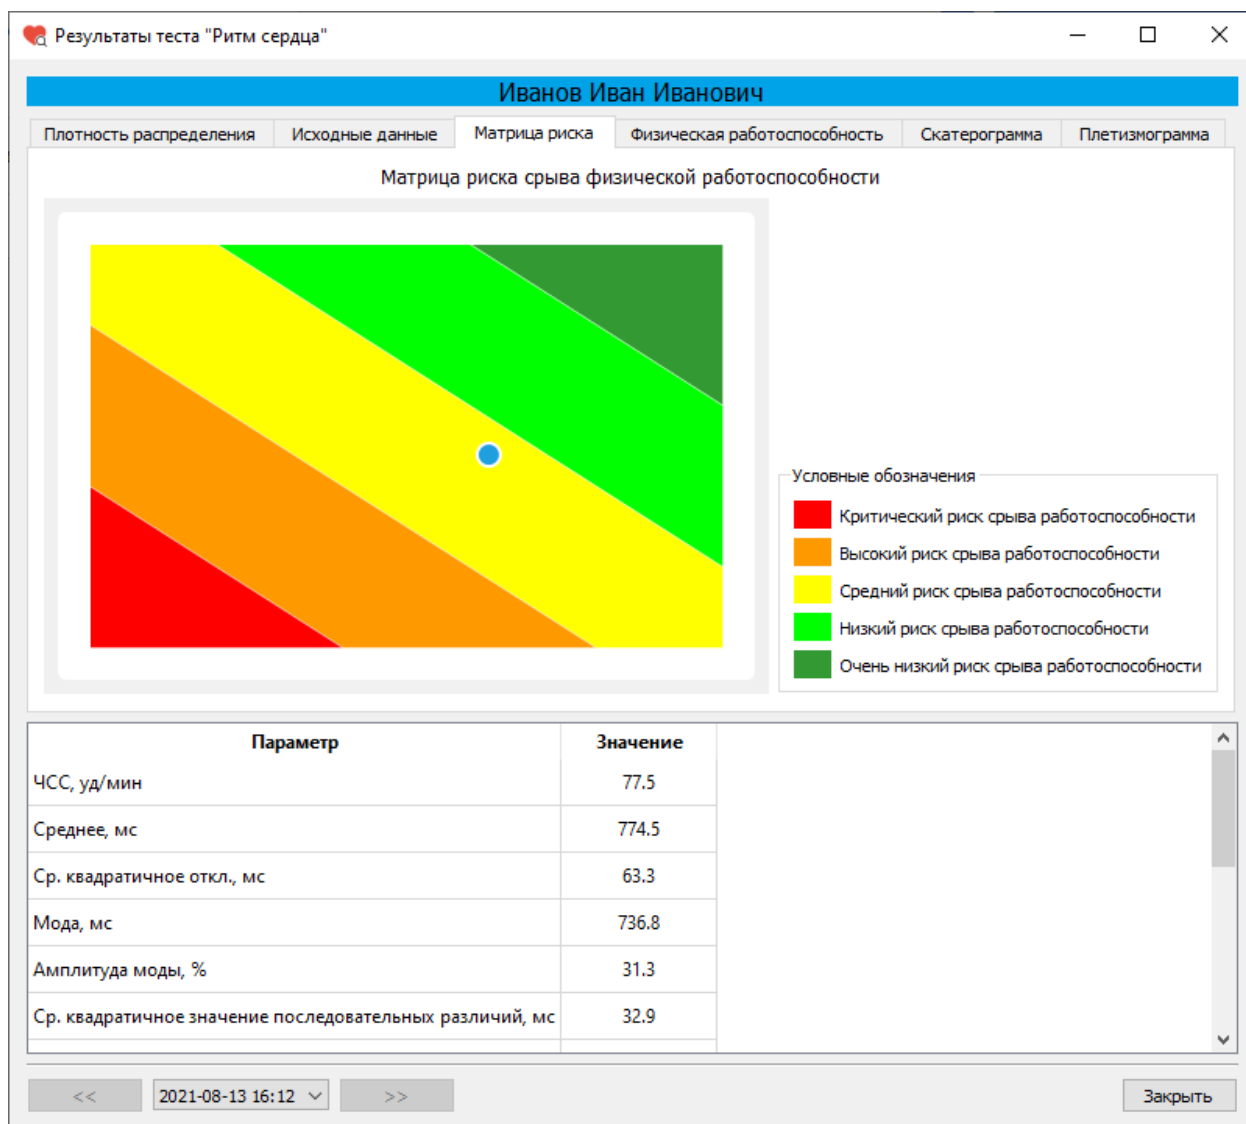 Результаты теста "Ритм сердца"
Иванов Иван Иванович
Плотность распределения Исходные данные Матрица риска Физическая работоспособность Скатерограмма Плетизмограмма
Матрица риска срыва физической работоспособности
Условные обозначения
Критический риск срыва работоспособности
Высокий риск срыва работоспособности
Средний риск срыва работоспособности
Низкий риск срыва работоспособности
Очень низкий риск срыва работоспособности
Параметр Значение
ЧСС, уд/мин 77.5
Среднее, мс 774.5
Ср. квадратичное откл., мс 63.3
Мода, мс 736.8
Амплитуда моды, % 31.3
Ср. квадратичное значение последовательных различий, мс 32.9
<< 2021-08-13 16:12 >> Закрыть